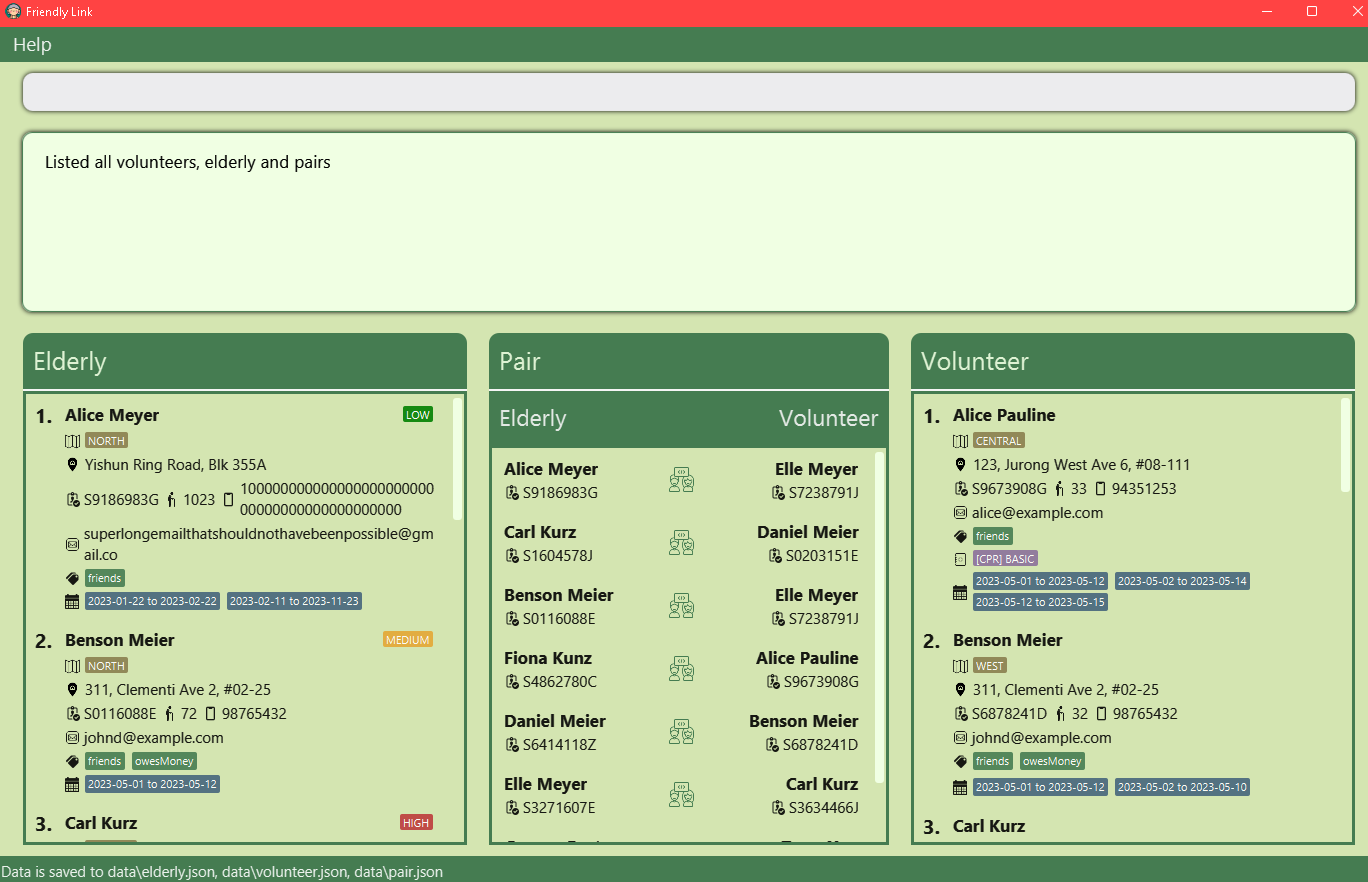 Friendly Link
Help
Listed all volunteers, elderly and pairs
Elderly
1. Alice Meyer LOW
NORTH
Yishun Ring Road, Blk 355A
S9186983G 1023 100000000000000000000000
00000000000000000000
superlongemailthatshouldnothavebeenpossible@gm
ail.co
friends
2023-01-22 to 2023-02-22 2023-02-11 to 2023-11-23
2. Benson Meier MEDIUM
NORTH
311, Clementi Ave 2, #02-25
S0116088E 72 98765432
johnd@example.com
friends owesMoney
2023-05-01 to 2023-05-12
3. Carl Kurz HIGH
Pair
Elderly Volunteer
Alice Meyer Elle Meyer
S9186983G S7238791J
Carl Kurz Daniel Meier
S1604578J S0203151E
Benson Meier Elle Meyer
S0116088E S7238791J
Fiona Kunz Alice Pauline
S4862780C S9673908G
Daniel Meier Benson Meier
S6414118Z S6878241D
Elle Meyer Carl Kurz
S3271607E S3634466J
Volunteer
1. Alice Pauline
CENTRAL
123, Jurong West Ave 6, #08-111
S9673908G 33 94351253
alice@example.com
friends
[CPR] BASIC
2023-05-01 to 2023-05-12 2023-05-02 to 2023-05-14
2023-05-12 to 2023-05-15
2. Benson Meier
WEST
311, Clementi Ave 2, #02-25
S6878241D 32 98765432
johnd@example.com
friends owesMoney
2023-05-01 to 2023-05-12 2023-05-02 to 2023-05-10
3. Carl Kurz
Data is saved to data\elderly.json, data\volunteer.json, data\pair.json